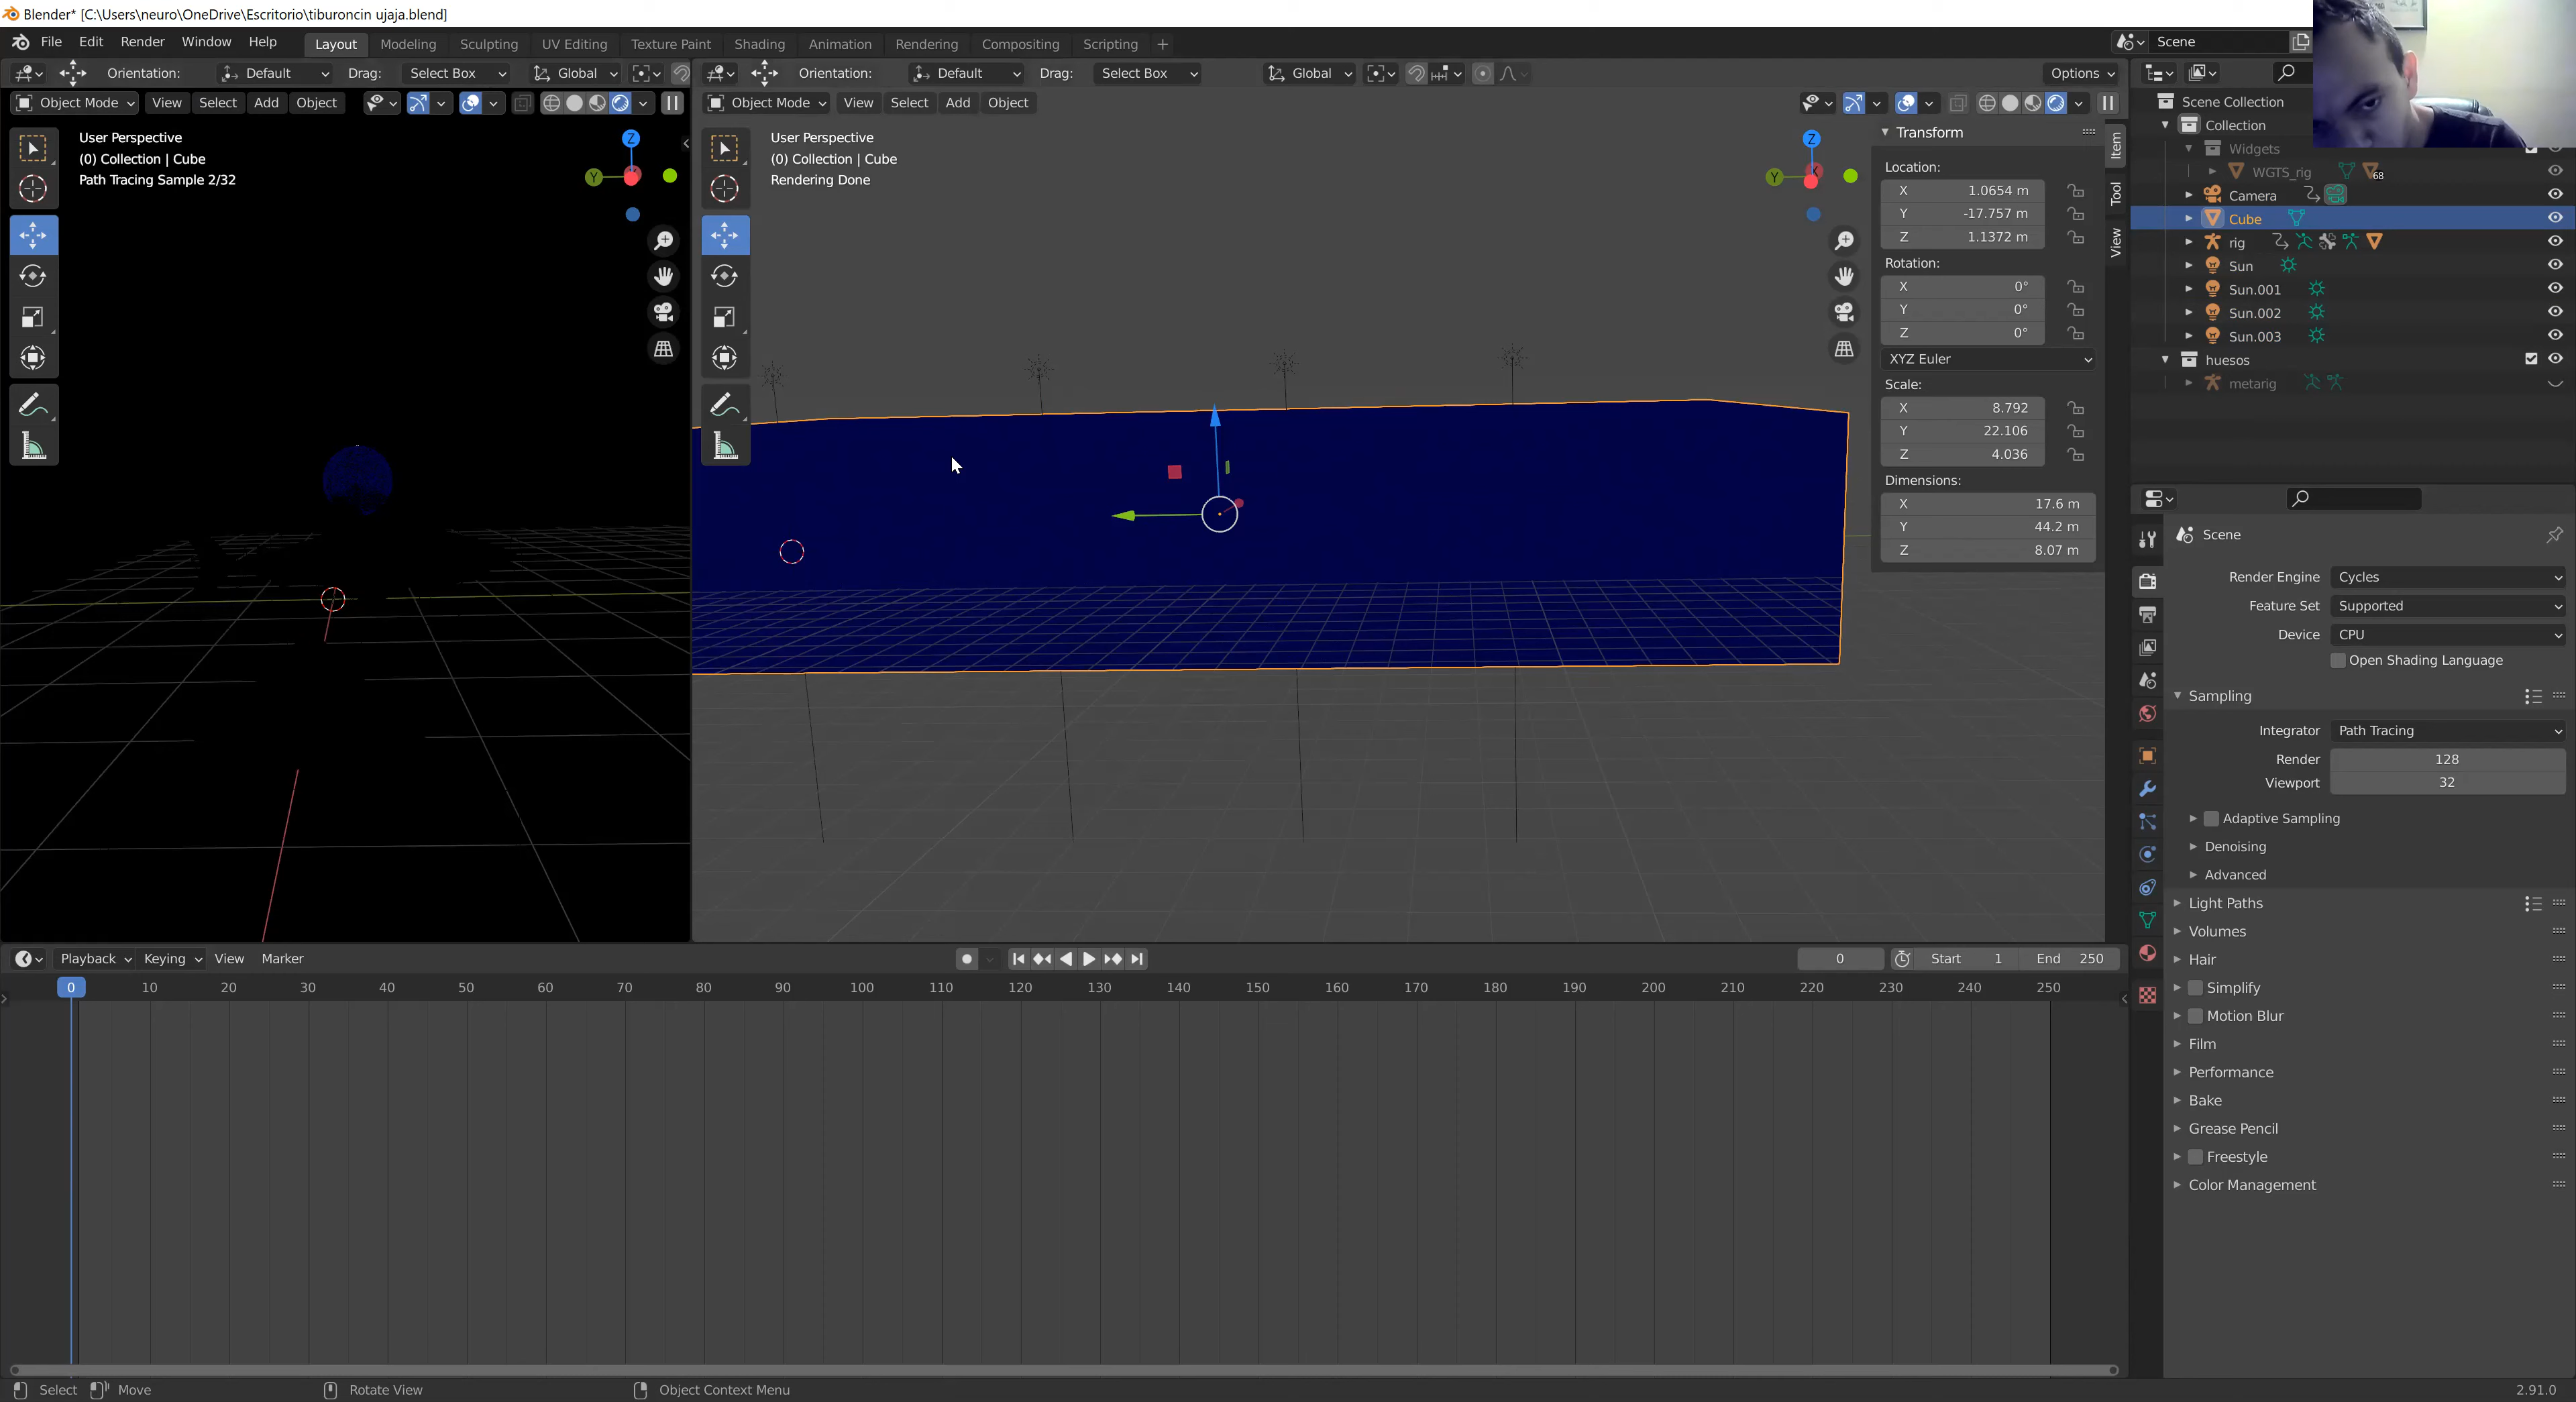 Blender* [C:\Users\neuro\OneDrive\Escritorio\tiburoncin ujaja.blend]
File Edit Render Window Help Layout Modeling Sculpting UV Editing Texture Paint Shading Animation Rendering Compositing Scripting + Scene
Orientation: Default Drag: Select Box Global
Orientation: Default Drag: Select Box Global Options
Object Mode View Select Add Object
Object Mode View Select Add Object
User Perspective
(0) Collection | Cube
Path Tracing Sample 2/32
Z
Y
User Perspective
(0) Collection | Cube
Rendering Done
Z
X
Y
Transform
Location:
X 1.0654 m
Y -17.757 m
Z 1.1372 m
Rotation:
X 0°
Y 0°
Z 0°
XYZ Euler
Scale:
X 8.792
Y 22.106
Z 4.036
Dimensions:
X 17.6 m
Y 44.2 m
Z 8.07 m
Item
Tool
View
Scene Collection
Collection
Widgets
WGTS_rig 68
Camera
Cube
rig
Sun
Sun.001
Sun.002
Sun.003
huesos
metarig
Scene
Render Engine Cycles
Feature Set Supported
Device CPU
Open Shading Language
Sampling
Integrator Path Tracing
Render 128
Viewport 32
Adaptive Sampling
Denoising
Advanced
Light Paths
Volumes
Hair
Simplify
Motion Blur
Film
Performance
Bake
Grease Pencil
Freestyle
Color Management
Playback Keying View Marker 0 Start 1 End 250
0 10 20 30 40 50 60 70 80 90 100 110 120 130 140 150 160 170 180 190 200 210 220 230 240 250
Select Move Rotate View Object Context Menu 2.91.0